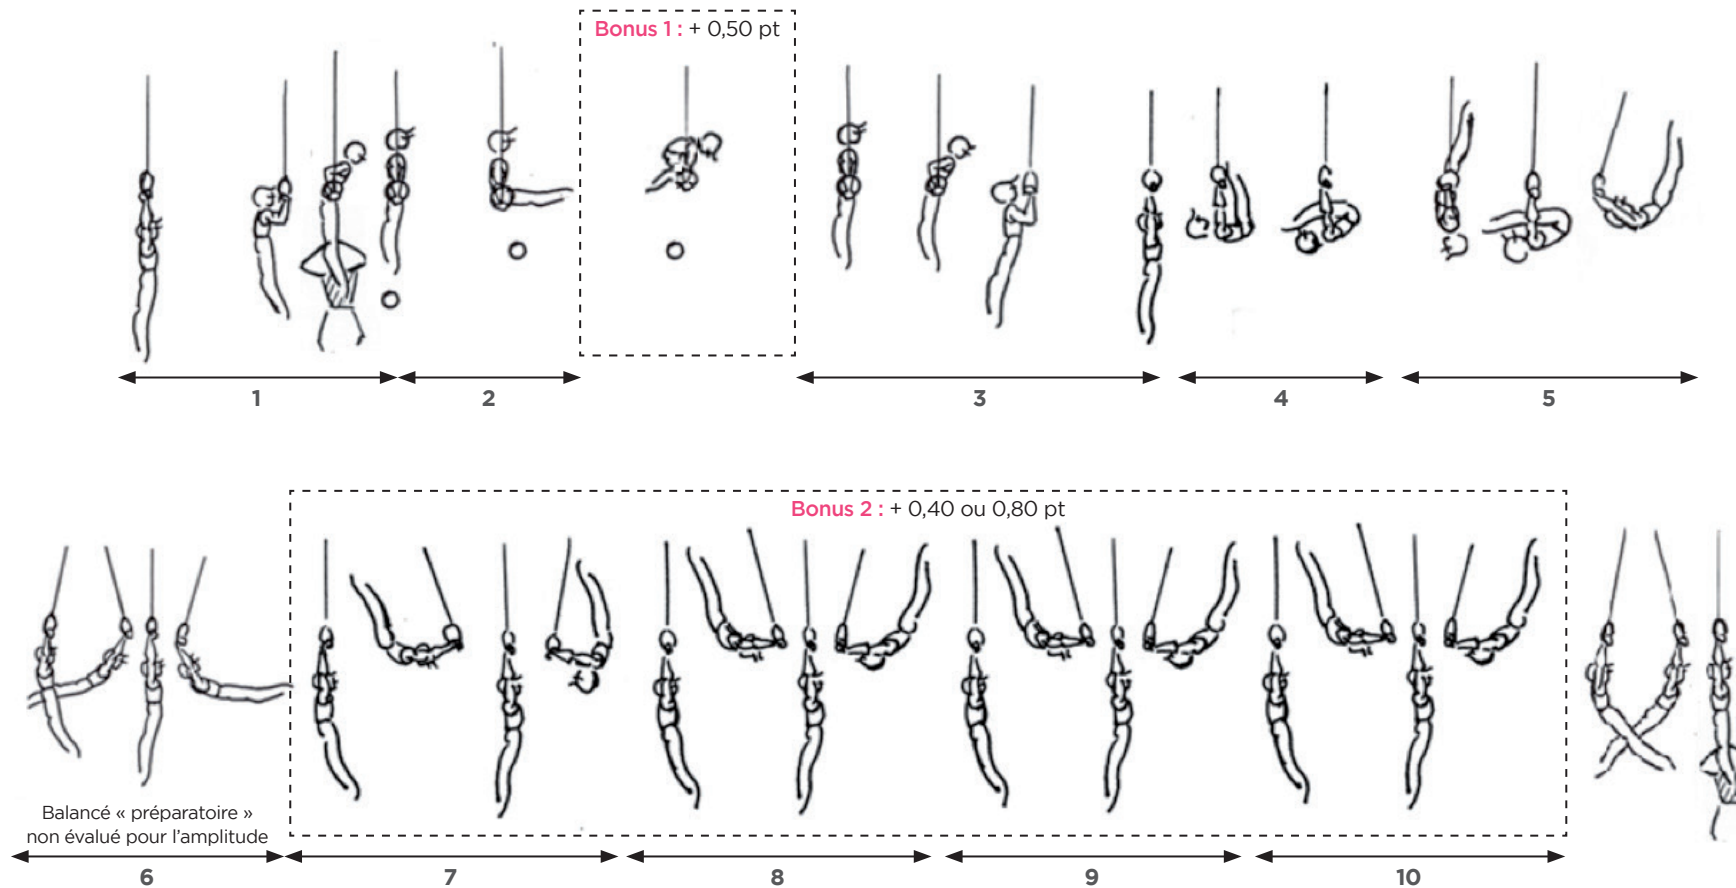 Bonus 1 : + 0,50 pt
1
2
3
4
5
Bonus 2 : + 0,40 ou 0,80 pt
Balancé « préparatoire »
non évalué pour l’amplitude
6
7
8
9
10